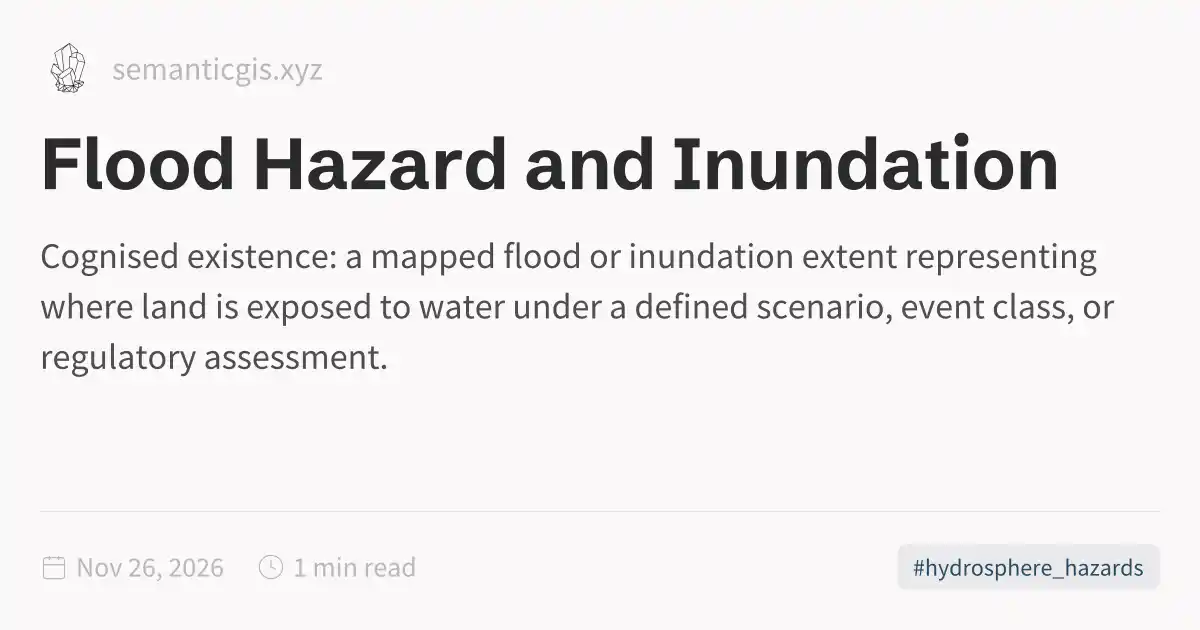 semanticgis.xyz
Flood Hazard and Inundation
Cognised existence: a mapped flood or inundation extent representing
where land is exposed to water under a defined scenario, event class, or
regulatory assessment.
Nov 26, 2026 1 min read #hydrosphere_hazards